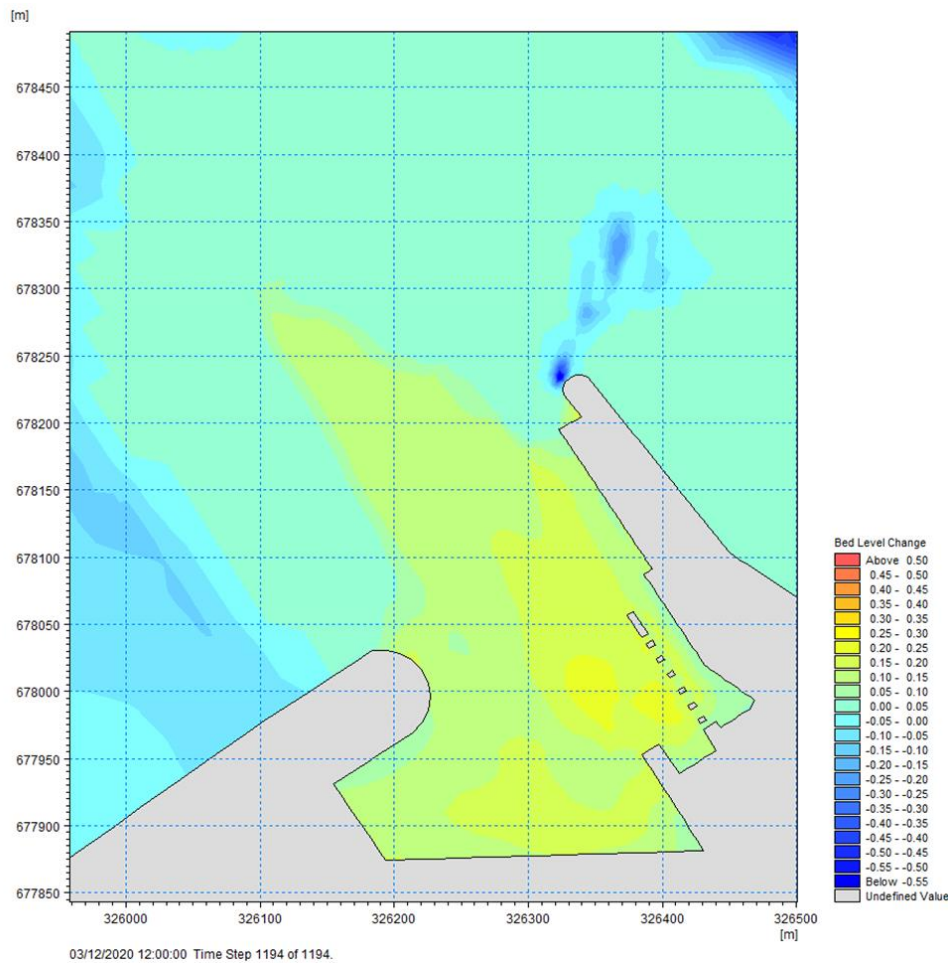 [m]
678450
678400
678350
678300
678250
678200
678150
678100
678050
678000
677950
677900
677850
326000
326100
326200
326300
326400
326500
[m]
03/12/2020 12:00:00 Time Step 1194 of 1194.
Bed Level Change
Above 0.50
0.45 - 0.50
0.40 - 0.45
0.35 - 0.40
0.30 - 0.35
0.25 - 0.30
0.20 - 0.25
0.15 - 0.20
0.10 - 0.15
0.05 - 0.10
0.00 - 0.05
-0.05 - 0.00
-0.10 - -0.05
-0.15 - -0.10
-0.20 - -0.15
-0.25 - -0.20
-0.30 - -0.25
-0.35 - -0.30
-0.40 - -0.35
-0.45 - -0.40
-0.50 - -0.45
-0.55 - -0.50
Below -0.55
Undefined Value